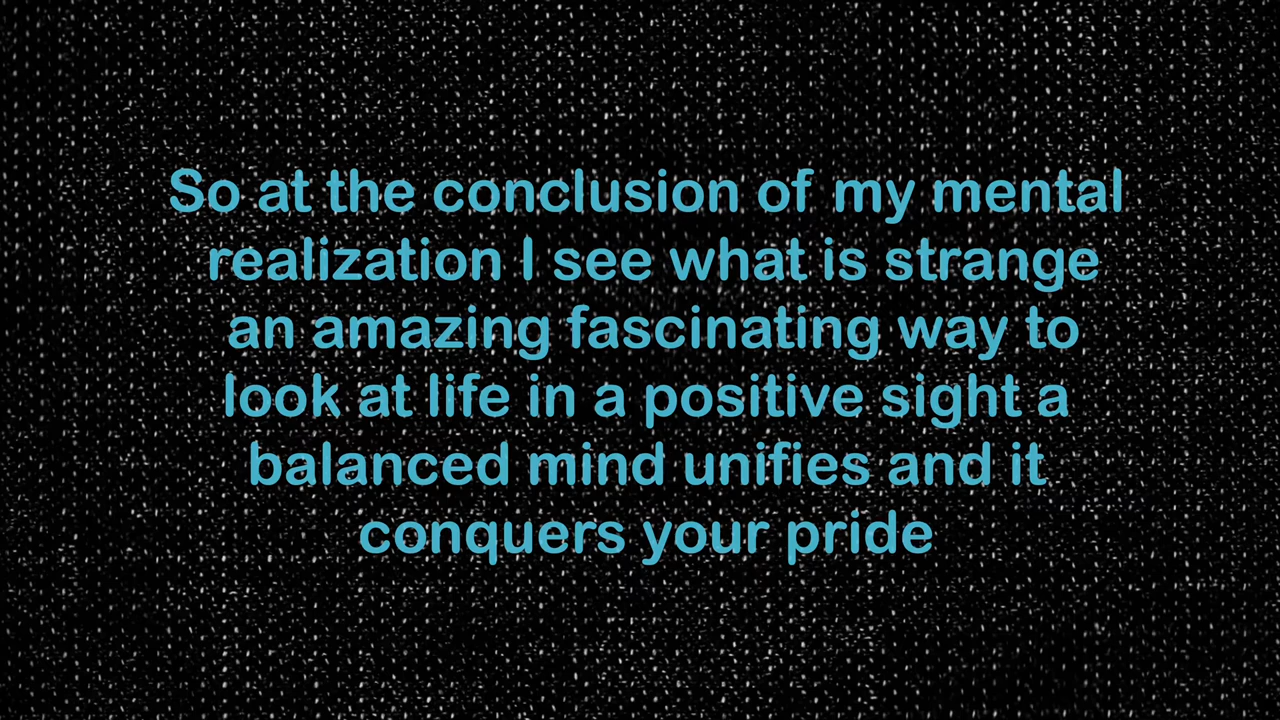 So at the conclusion of my mental
realization I see what is strange
an amazing fascinating way to
look at life in a positive sight a
balanced mind unifies and it
conquers your pride